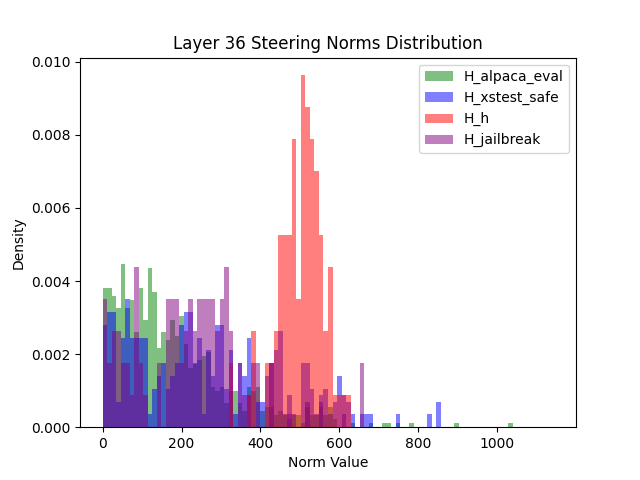 Layer 36 Steering Norms Distribution
0.010
0.008
0.006
0.004
0.002
0.000
Density
H_alpaca_eval
H_xstest_safe
H_h
H_jailbreak
0
200
400
600
800
1000
Norm Value